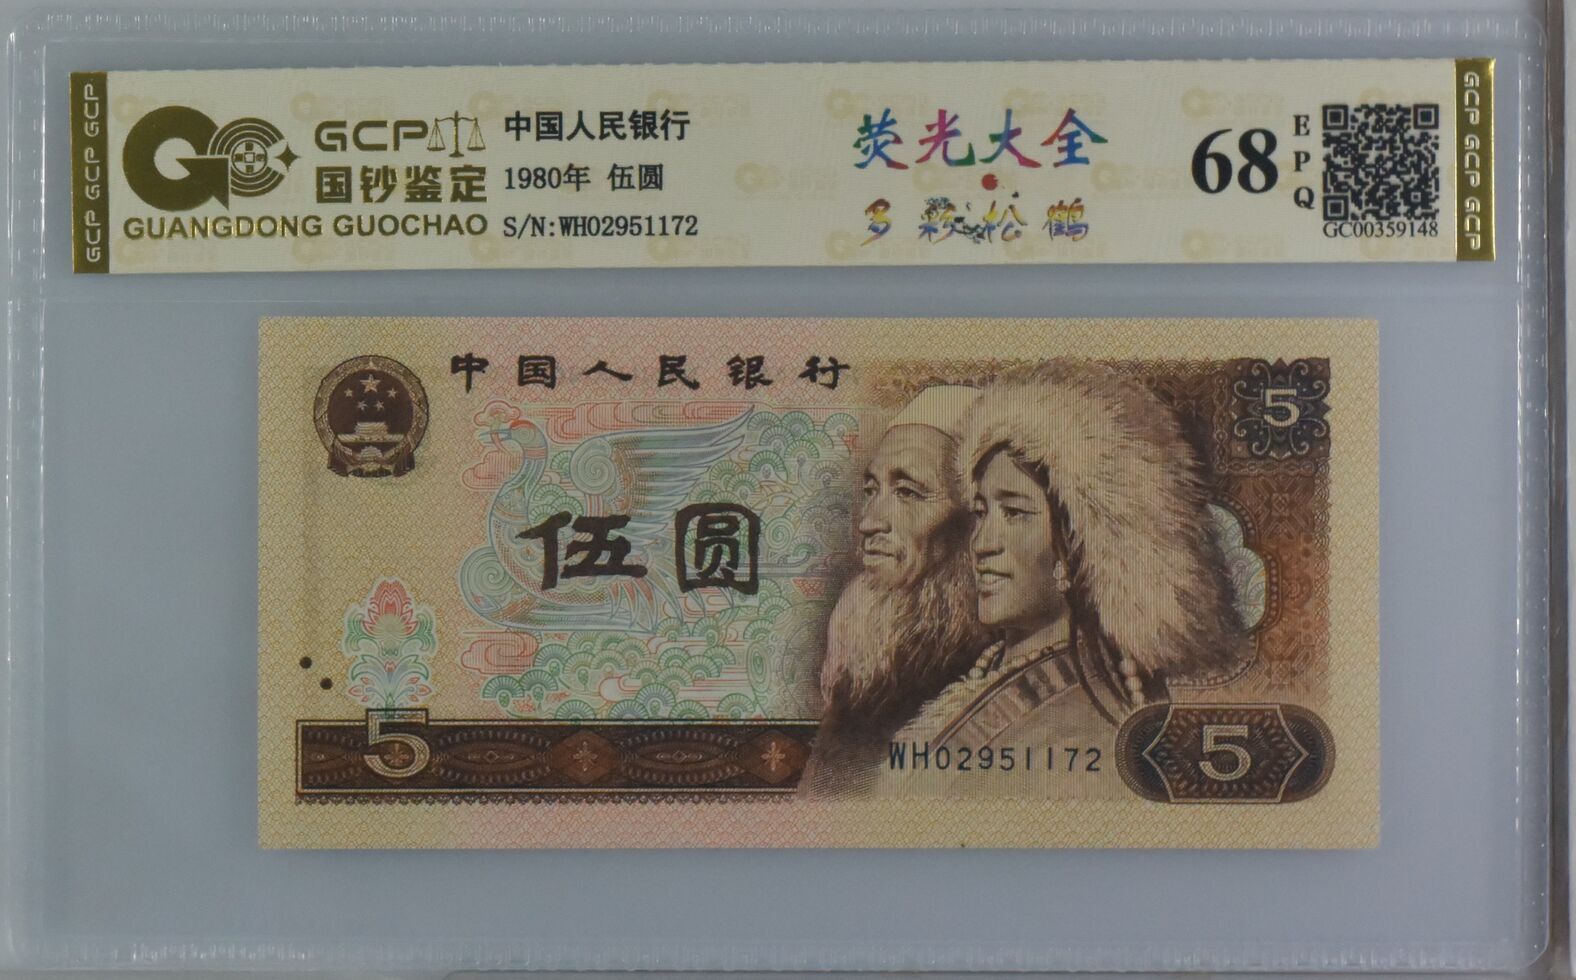 GCP GCP GCP
GCP
国钞鉴定
GUANGDONG GUOCHAO
中国人民银行
1980年 伍圆
S/N:WH02951172
荧光大全
多彩松鹤
68
EPQ
GC00359148
GCP GCP GCP
中国人民银行
5
伍圆
5
WH02951172
5